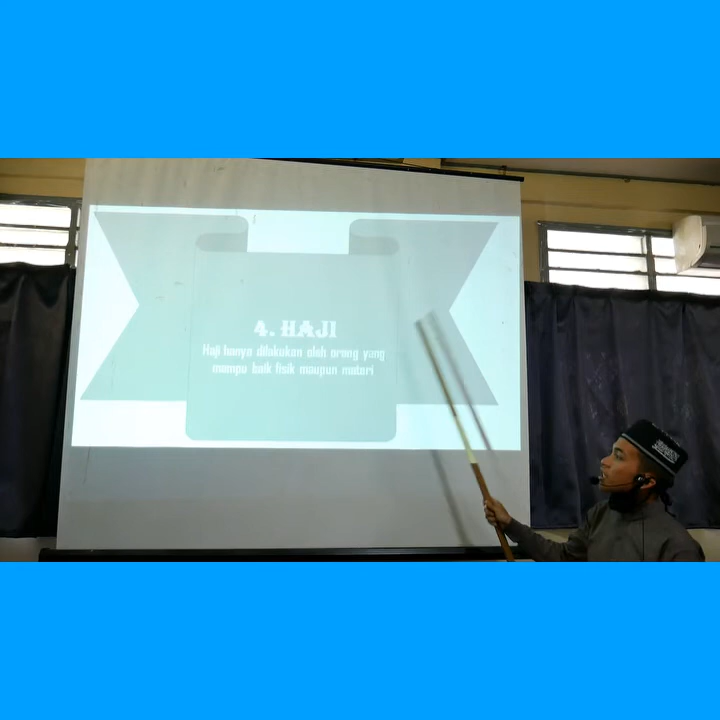 4. HAJI
Haji hanya dilakukan oleh orang yang
mampu baik fisik maupun materi